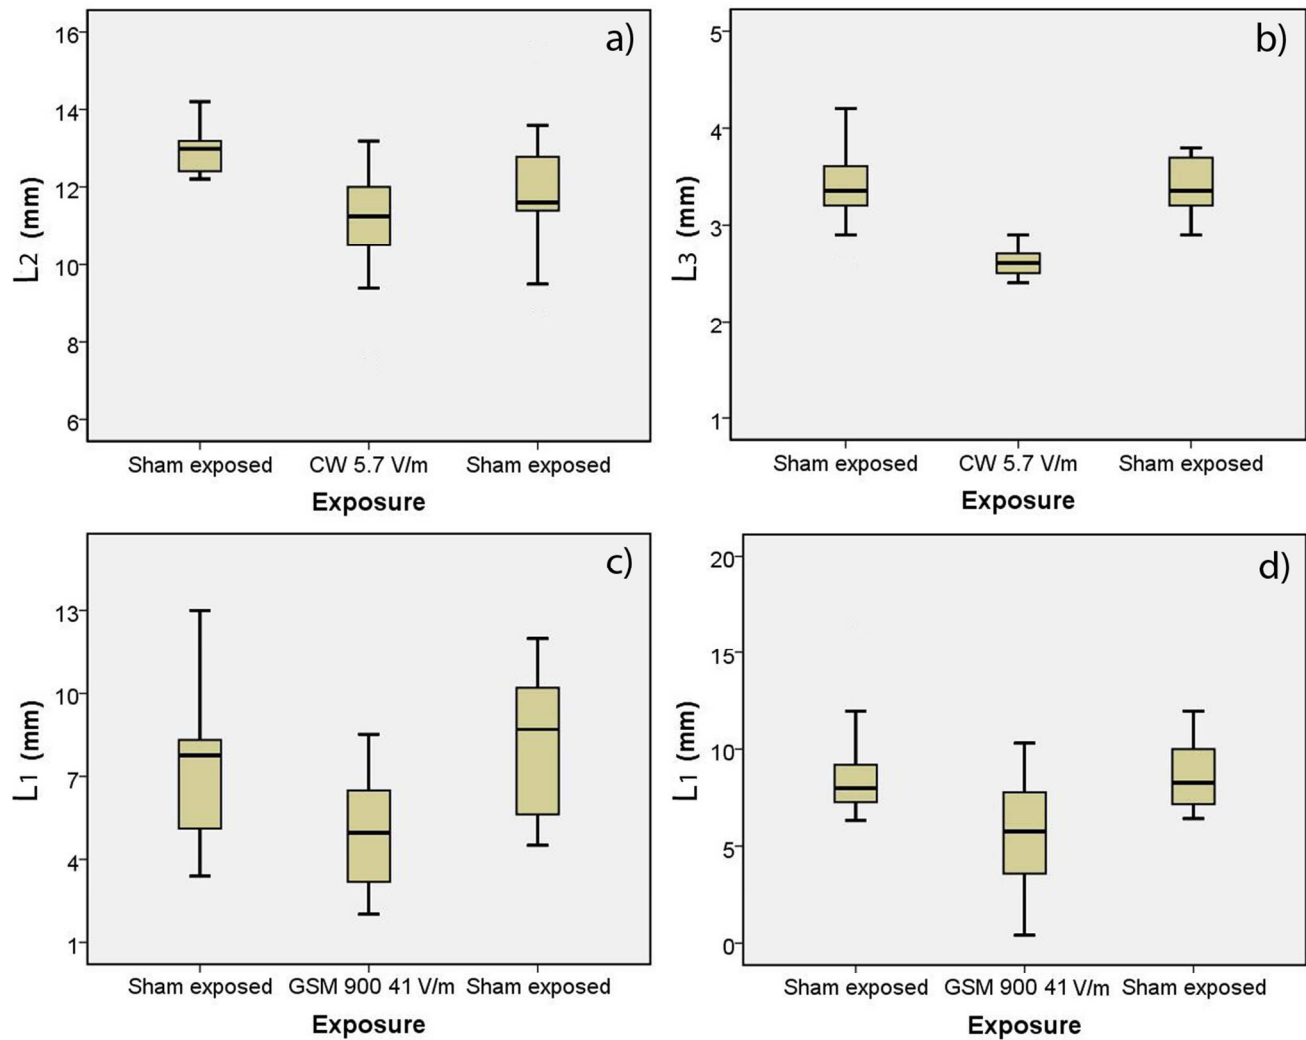 a)
16
14
12
10
8
6
L2 (mm)
Sham exposed CW 5.7 V/m Sham exposed
Exposure
b)
5
4
3
2
1
L3 (mm)
Sham exposed CW 5.7 V/m Sham exposed
Exposure
c)
13
10
7
4
1
L1 (mm)
Sham exposed GSM 900 41 V/m Sham exposed
Exposure
d)
20
15
10
5
0
L1 (mm)
Sham exposed GSM 900 41 V/m Sham exposed
Exposure